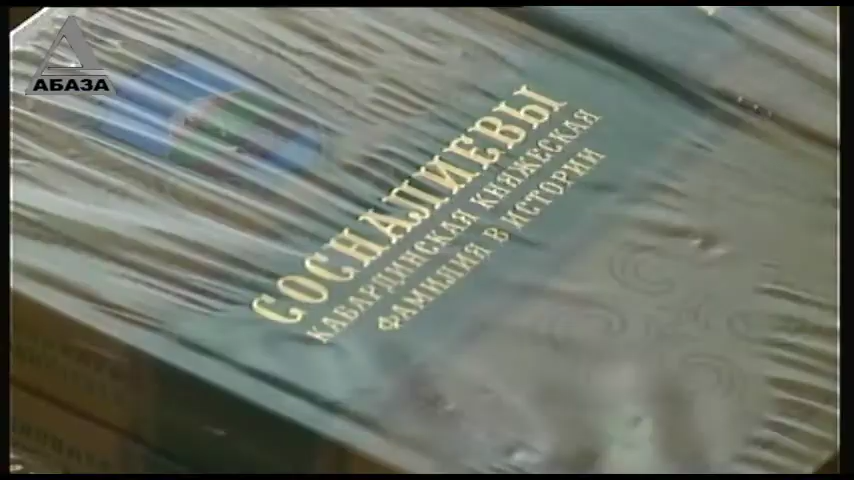 АБАЗА
СОСНАЛИЕВЫ
КАБАРДИНСКАЯ КНЯЖЕСКАЯ
ФАМИЛИЯ В ИСТОРИИ